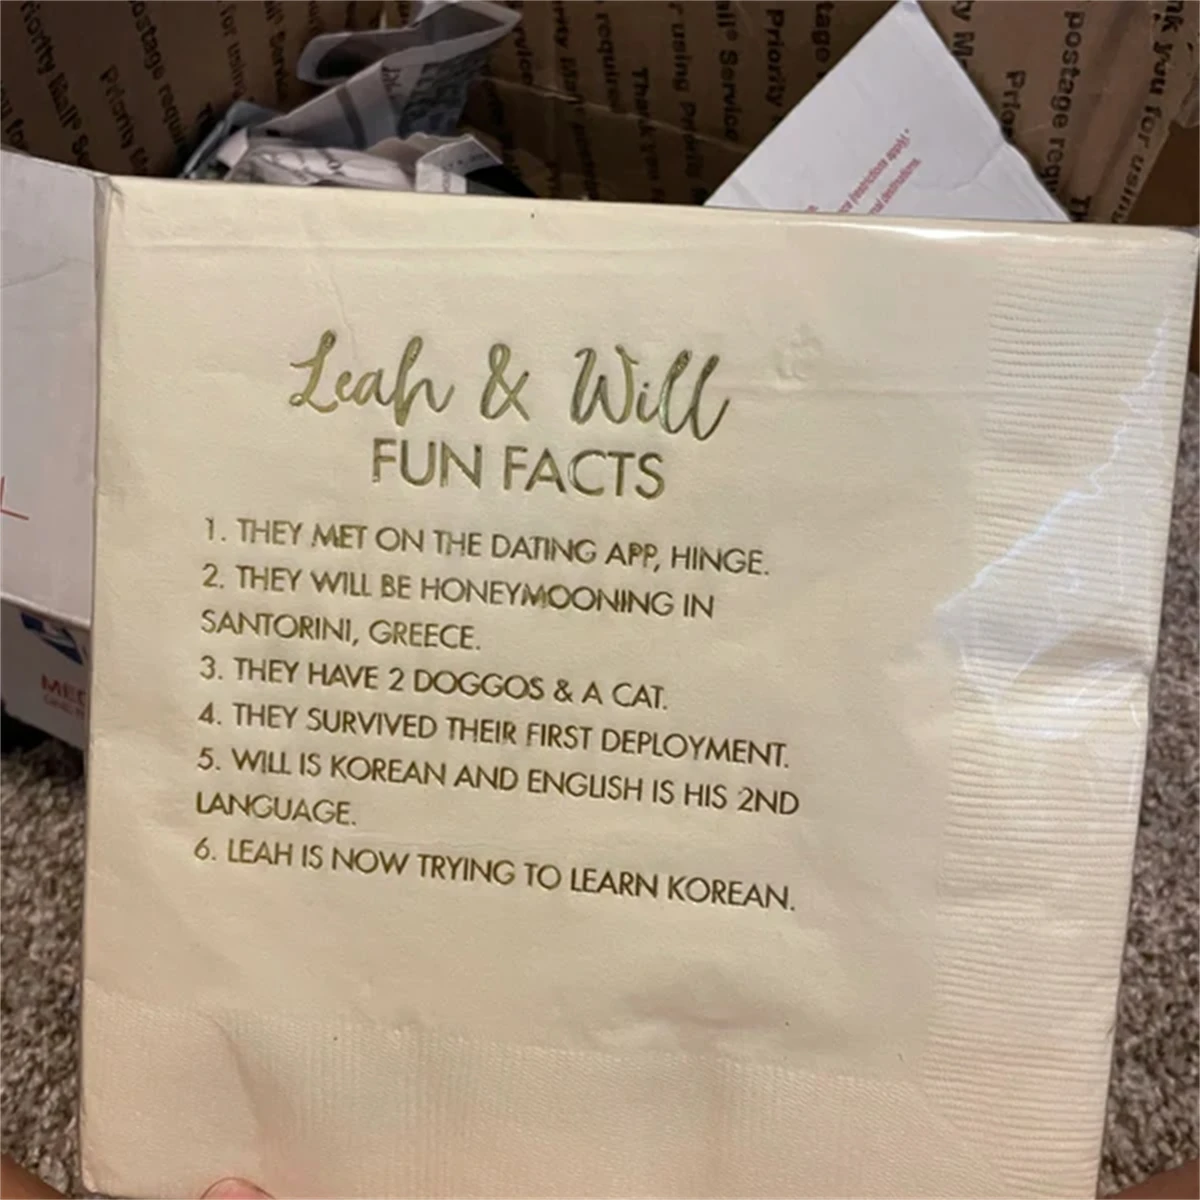 Leah & Will
FUN FACTS
1. THEY MET ON THE DATING APP, HINGE.
2. THEY WILL BE HONEYMOONING IN
SANTORINI, GREECE.
3. THEY HAVE 2 DOGGOS & A CAT.
4. THEY SURVIVED THEIR FIRST DEPLOYMENT.
5. WILL IS KOREAN AND ENGLISH IS HIS 2ND
LANGUAGE.
6. LEAH IS NOW TRYING TO LEARN KOREAN.